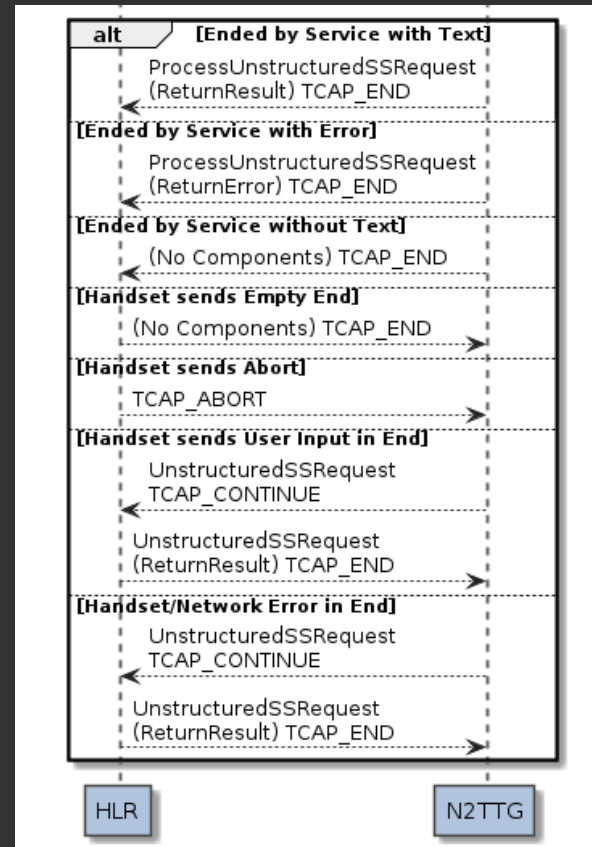 alt [Ended by Service with Text]
ProcessUnstructuredSSRequest
(ReturnResult) TCAP_END
[Ended by Service with Error]
ProcessUnstructuredSSRequest
(ReturnError) TCAP_END
[Ended by Service without Text]
(No Components) TCAP_END
[Handset sends Empty End]
(No Components) TCAP_END
[Handset sends Abort]
TCAP_ABORT
[Handset sends User Input in End]
UnstructuredSSRequest
TCAP_CONTINUE
UnstructuredSSRequest
(ReturnResult) TCAP_END
[Handset/Network Error in End]
UnstructuredSSRequest
TCAP_CONTINUE
UnstructuredSSRequest
(ReturnResult) TCAP_END
HLR N2TTG